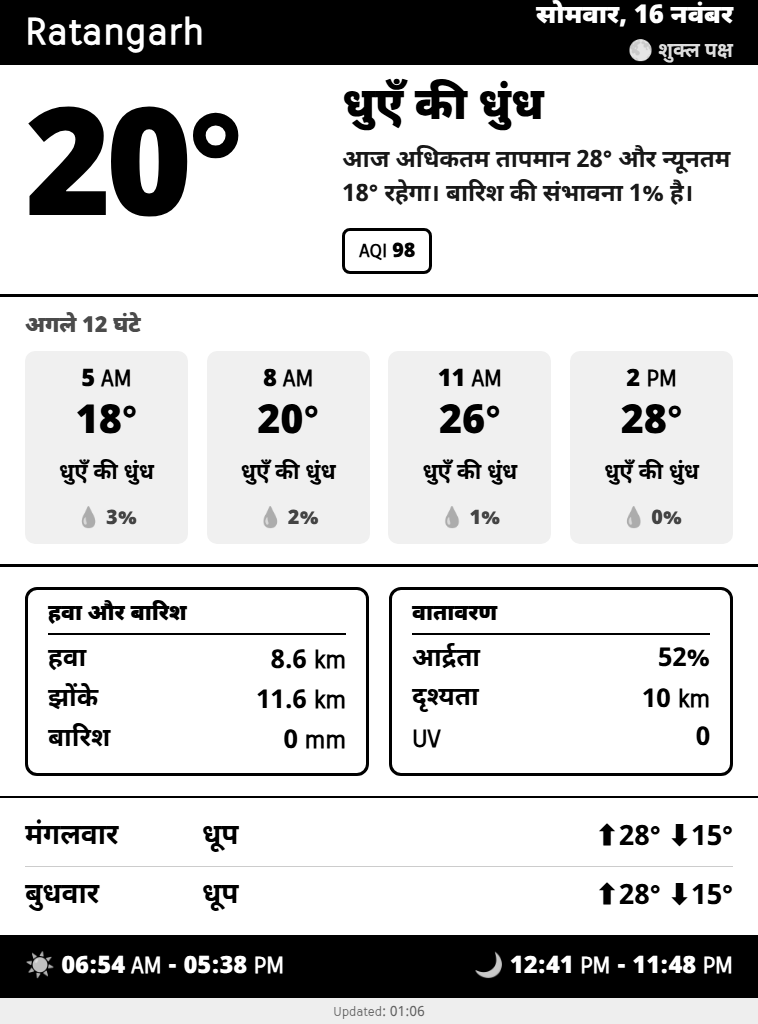 Ratangarh
सोमवार, 16 नवंबर
शुक्ल पक्ष
20°
धुएँ की धुंध
आज अधिकतम तापमान 28° और न्यूनतम
18° रहेगा। बारिश की संभावना 1% है।
AQI 98
अगले 12 घंटे
5 AM 8 AM 11 AM 2 PM
18° 20° 26° 28°
धुएँ की धुंध धुएँ की धुंध धुएँ की धुंध धुएँ की धुंध
3% 2% 1% 0%
हवा और बारिश
हवा 8.6 km
झोंके 11.6 km
बारिश 0 mm
वातावरण
आर्द्रता 52%
दृश्यता 10 km
UV 0
मंगलवार धूप ⬆28° ⬇15°
बुधवार धूप ⬆28° ⬇15°
06:54 AM - 05:38 PM 12:41 PM - 11:48 PM
Updated: 01:06